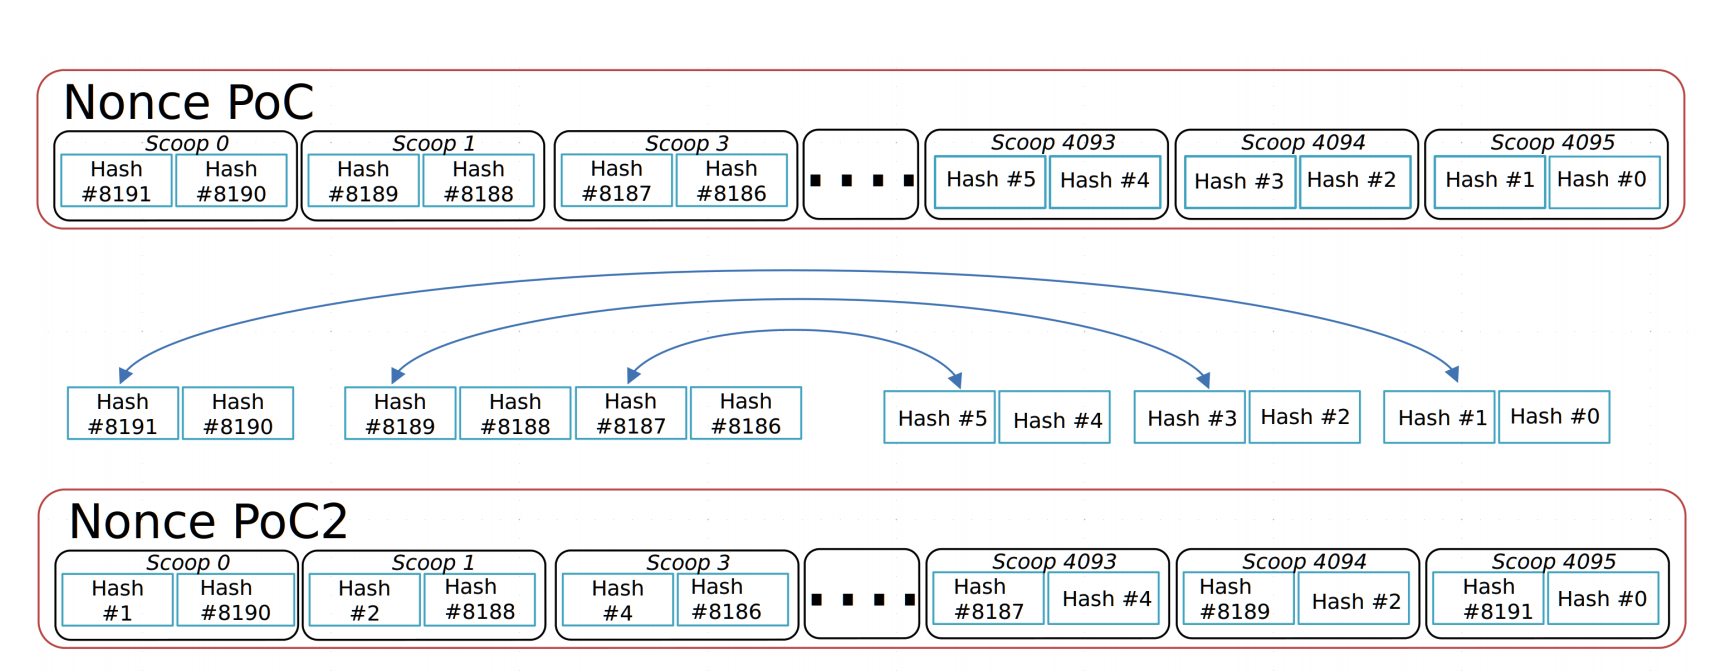 Nonce PoC
Scoop 0
Scoop 1
Scoop 3
Scoop 4093
Scoop 4094
Scoop 4095
Hash
#8191
Hash
#8190
Hash
#8189
Hash
#8188
Hash
#8187
Hash
#8186
. . . .
Hash #5
Hash #4
Hash #3
Hash #2
Hash #1
Hash #0
Hash
#8191
Hash
#8190
Hash
#8189
Hash
#8188
Hash
#8187
Hash
#8186
Hash #5
Hash #4
Hash #3
Hash #2
Hash #1
Hash #0
Nonce PoC2
Scoop 0
Scoop 1
Scoop 3
Scoop 4093
Scoop 4094
Scoop 4095
Hash
#1
Hash
#8190
Hash
#2
Hash
#8188
Hash
#4
Hash
#8186
. . . .
Hash
#8187
Hash #4
Hash
#8189
Hash #2
Hash
#8191
Hash #0